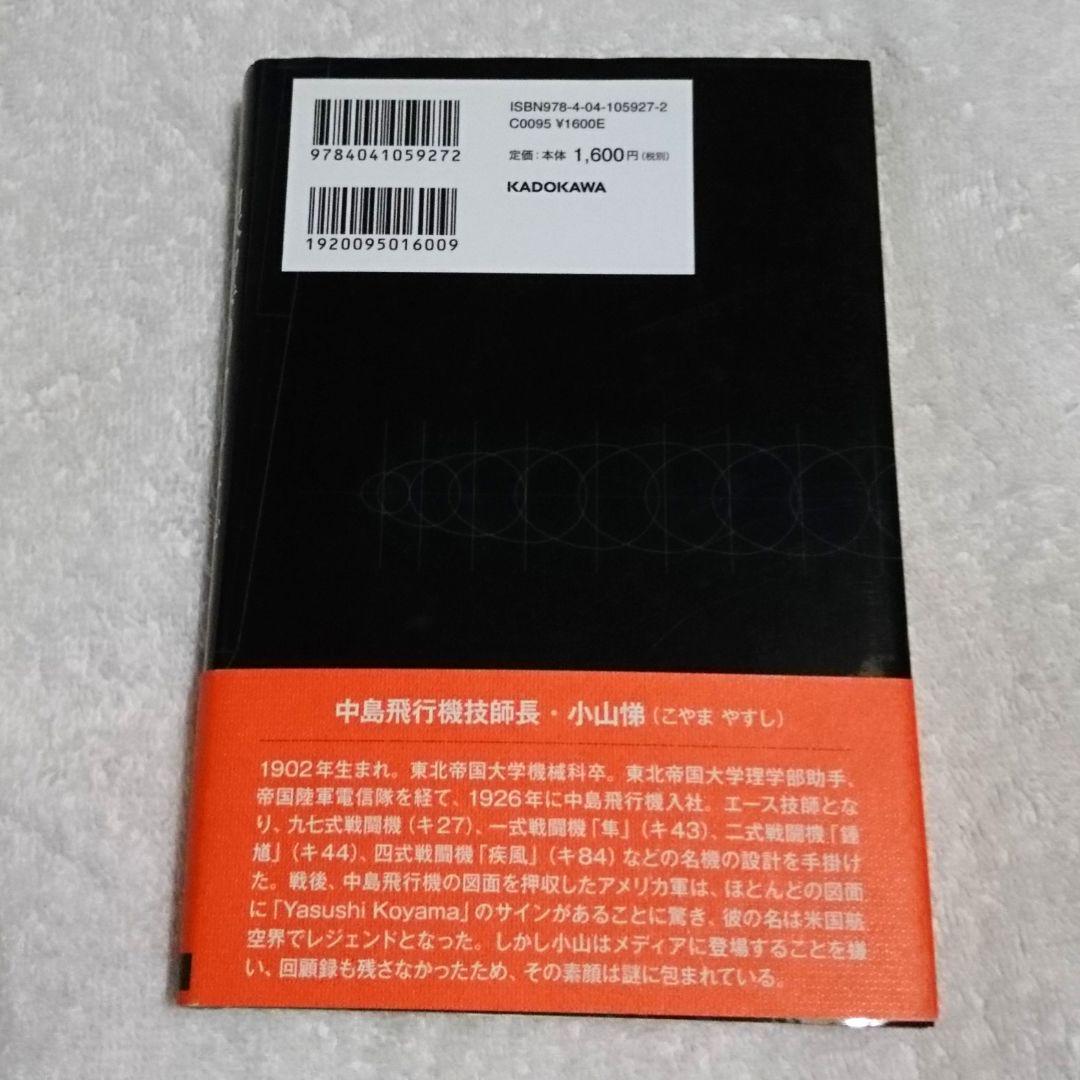 ISBN978-4-04-105927-2
C0095 ¥1600E
9784041059272
定価：本体 1,600円（税別）
KADOKAWA
1920095016009
中島飛行機技師長・小山悌（こやま やすし）
1902年生まれ。東北帝国大学機械科卒。東北帝国大学理学部助手、
帝国陸軍電信隊を経て、1926年に中島飛行機入社。エース技師とな
り、九七式戦闘機（キ27）、一式戦闘機「隼」（キ43）、二式戦闘機「鍾
馗」（キ44）、四式戦闘機「疾風」（キ84）などの名機の設計を手掛け
た。戦後、中島飛行機の図面を押収したアメリカ軍は、ほとんどの図面
に「Yasushi Koyama」のサインがあることに驚き、彼の名は米国航
空界でレジェンドとなった。しかし小山はメディアに登場することを嫌
い、回顧録も残さなかったため、その素顔は謎に包まれている。